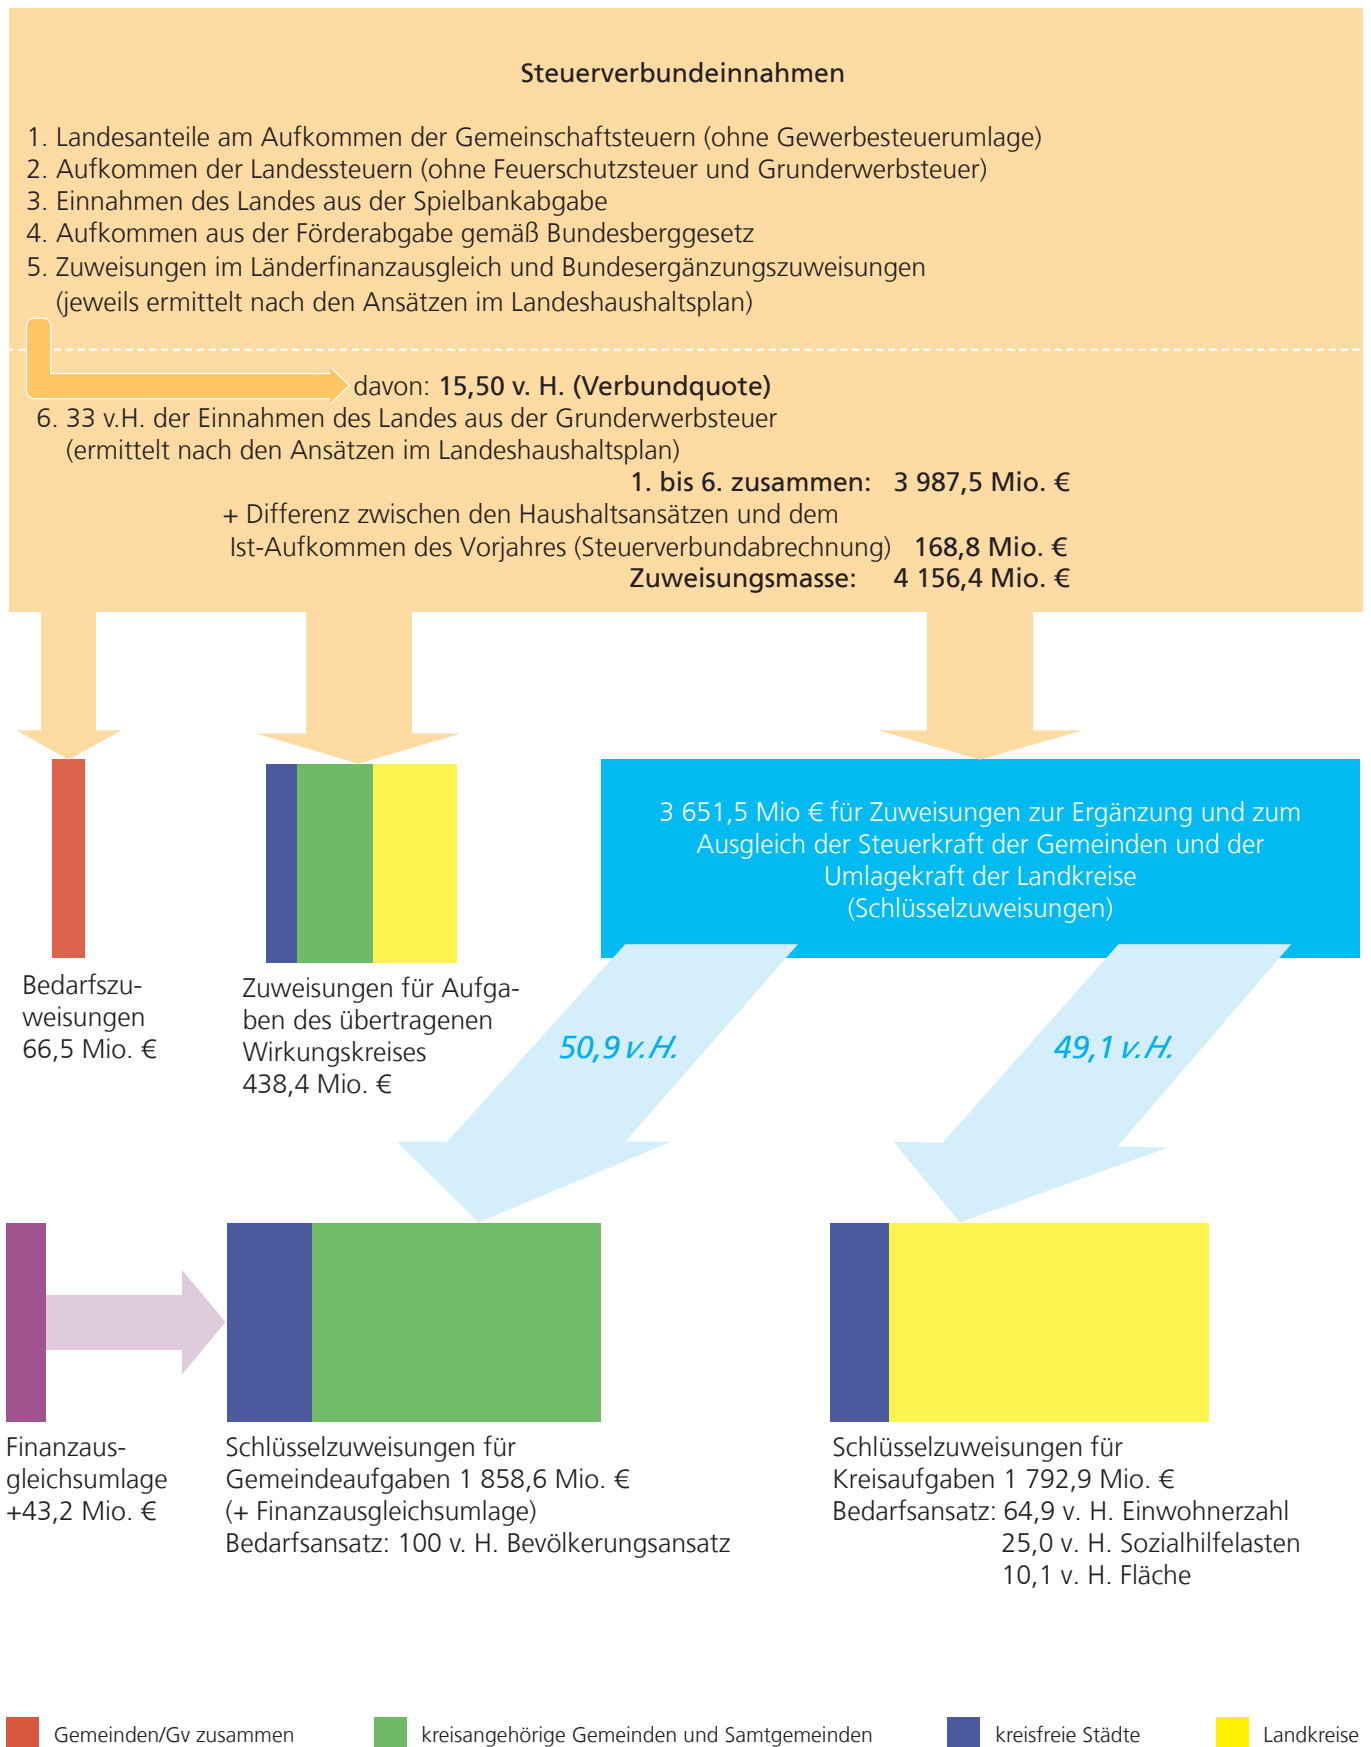 Steuerverbundeinnahmen
1. Landesanteile am Aufkommen der Gemeinschaftsteuern (ohne Gewerbesteuerumlage)
2. Aufkommen der Landessteuern (ohne Feuerschutzsteuer und Grunderwerbsteuer)
3. Einnahmen des Landes aus der Spielbankabgabe
4. Aufkommen aus der Förderabgabe gemäß Bundesberggesetz
5. Zuweisungen im Länderfinanzausgleich und Bundesergänzungszuweisungen
(jeweils ermittelt nach den Ansätzen im Landeshaushaltsplan)
davon: 15,50 v. H. (Verbundquote)
6. 33 v.H. der Einnahmen des Landes aus der Grunderwerbsteuer
(ermittelt nach den Ansätzen im Landeshaushaltsplan)
1. bis 6. zusammen: 3 987,5 Mio. €
+ Differenz zwischen den Haushaltsansätzen und dem
Ist-Aufkommen des Vorjahres (Steuerverbundabrechnung) 168,8 Mio. €
Zuweisungsmasse: 4 156,4 Mio. €
3 651,5 Mio € für Zuweisungen zur Ergänzung und zum
Ausgleich der Steuerkraft der Gemeinden und der
Umlagekraft der Landkreise
(Schlüsselzuweisungen)
Bedarfszu-
weisungen
66,5 Mio. €
Zuweisungen für Aufga-
ben des übertragenen
Wirkungskreises
438,4 Mio. €
50,9 v.H.
49,1 v.H.
Finanzaus-
gleichsumlage
+43,2 Mio. €
Schlüsselzuweisungen für
Gemeindeaufgaben 1 858,6 Mio. €
(+ Finanzausgleichsumlage)
Bedarfsansatz: 100 v. H. Bevölkerungsansatz
Schlüsselzuweisungen für
Kreisaufgaben 1 792,9 Mio. €
Bedarfsansatz: 64,9 v. H. Einwohnerzahl
25,0 v. H. Sozialhilfelasten
10,1 v. H. Fläche
Gemeinden/Gv zusammen
kreisangehörige Gemeinden und Samtgemeinden
kreisfreie Städte
Landkreise